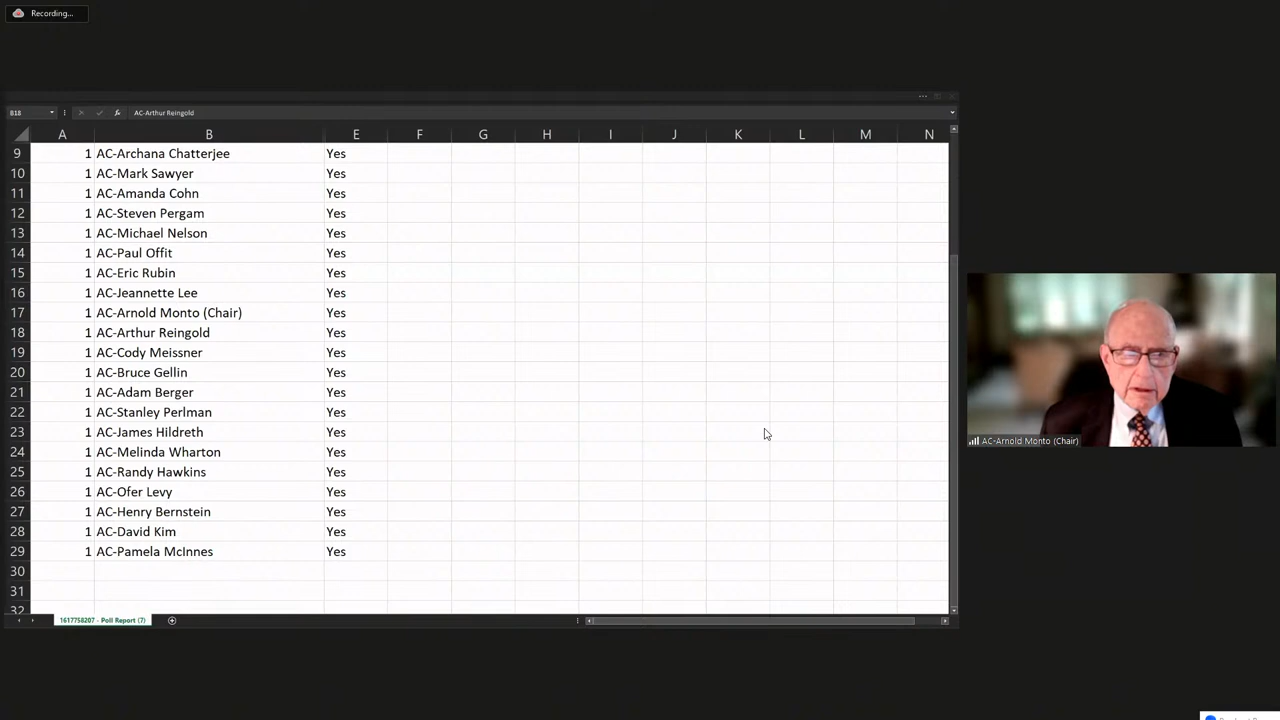 Recording...
B18 fx AC-Arthur Reingold
A B E F G H I J K L M N
9 1 AC-Archana Chatterjee Yes
10 1 AC-Mark Sawyer Yes
11 1 AC-Amanda Cohn Yes
12 1 AC-Steven Pergam Yes
13 1 AC-Michael Nelson Yes
14 1 AC-Paul Offit Yes
15 1 AC-Eric Rubin Yes
16 1 AC-Jeannette Lee Yes
17 1 AC-Arnold Monto (Chair) Yes
18 1 AC-Arthur Reingold Yes
19 1 AC-Cody Meissner Yes
20 1 AC-Bruce Gellin Yes
21 1 AC-Adam Berger Yes
22 1 AC-Stanley Perlman Yes
23 1 AC-James Hildreth Yes
24 1 AC-Melinda Wharton Yes
25 1 AC-Randy Hawkins Yes
26 1 AC-Ofer Levy Yes
27 1 AC-Henry Bernstein Yes
28 1 AC-David Kim Yes
29 1 AC-Pamela McInnes Yes
30
31
32
1617758207 - Poll Report (7)
AC-Arnold Monto (Chair)